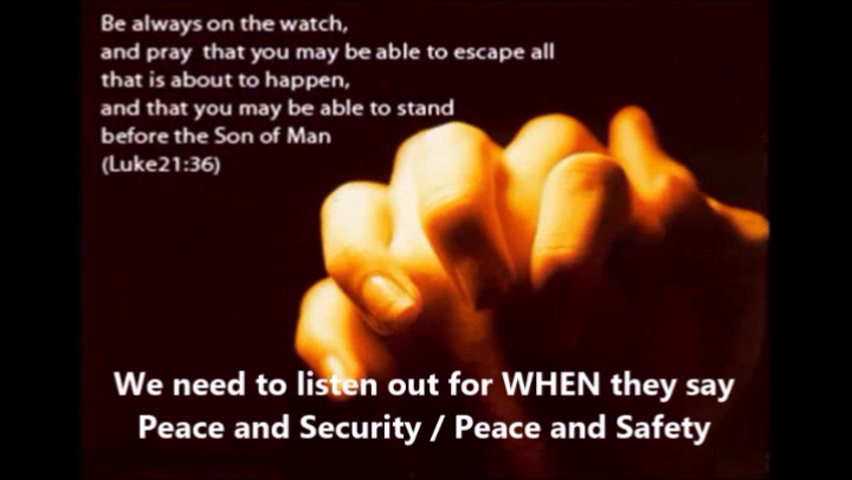 Be always on the watch,
and pray that you may be able to escape all
that is about to happen,
and that you may be able to stand
before the Son of Man
(Luke21:36)
We need to listen out for WHEN they say
Peace and Security / Peace and Safety